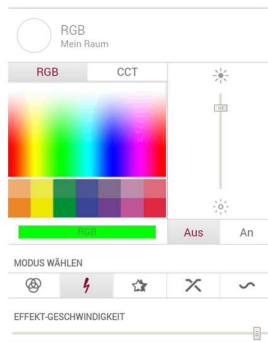 RGB
Mein Raum
RGB CCT
RGB
Aus An
MODUS WÄHLEN
EFFEKT-GESCHWINDIGKEIT